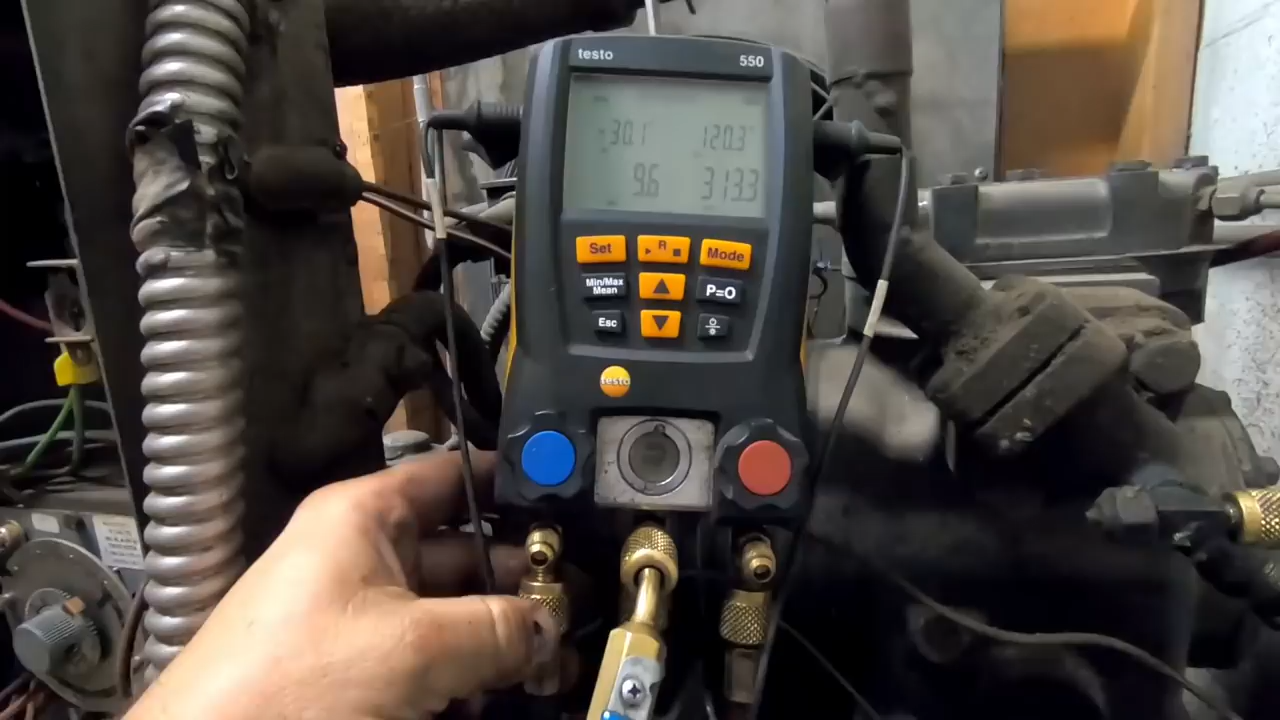 testo
550
30.1° 120.3°
9.6 313.3
Set R Mode
Min/Max
Mean
P=O
Esc
testo